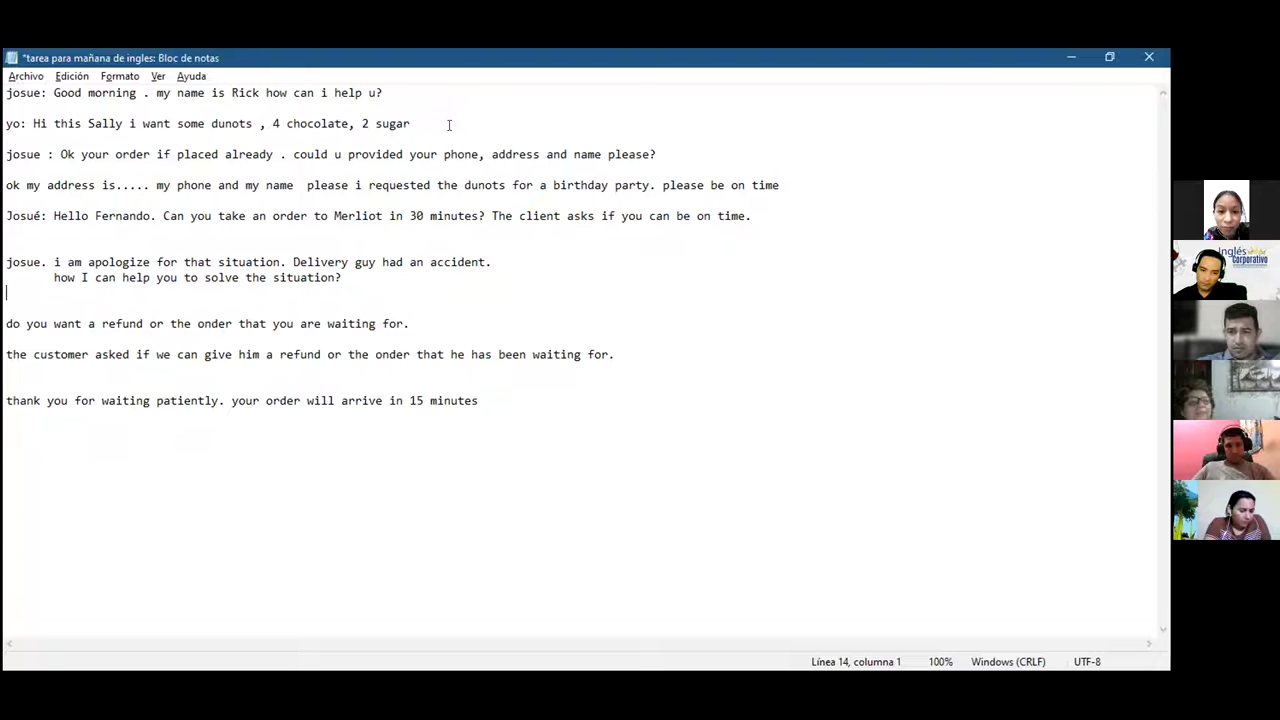 *tarea para mañana de ingles: Bloc de notas
Archivo Edición Formato Ver Ayuda
josue: Good morning . my name is Rick how can i help u?
yo: Hi this Sally i want some dunots , 4 chocolate, 2 sugar
josue : Ok your order if placed already . could u provided your phone, address and name please?
ok my address is..... my phone and my name  please i requested the dunots for a birthday party. please be on time
Josué: Hello Fernando. Can you take an order to Merliot in 30 minutes? The client asks if you can be on time.
josue. i am apologize for that situation. Delivery guy had an accident.
how I can help you to solve the situation?
do you want a refund or the onder that you are waiting for.
the customer asked if we can give him a refund or the onder that he has been waiting for.
thank you for waiting patiently. your order will arrive in 15 minutes
Línea 14, columna 1 100% Windows (CRLF) UTF-8
Inglés
Corporativo